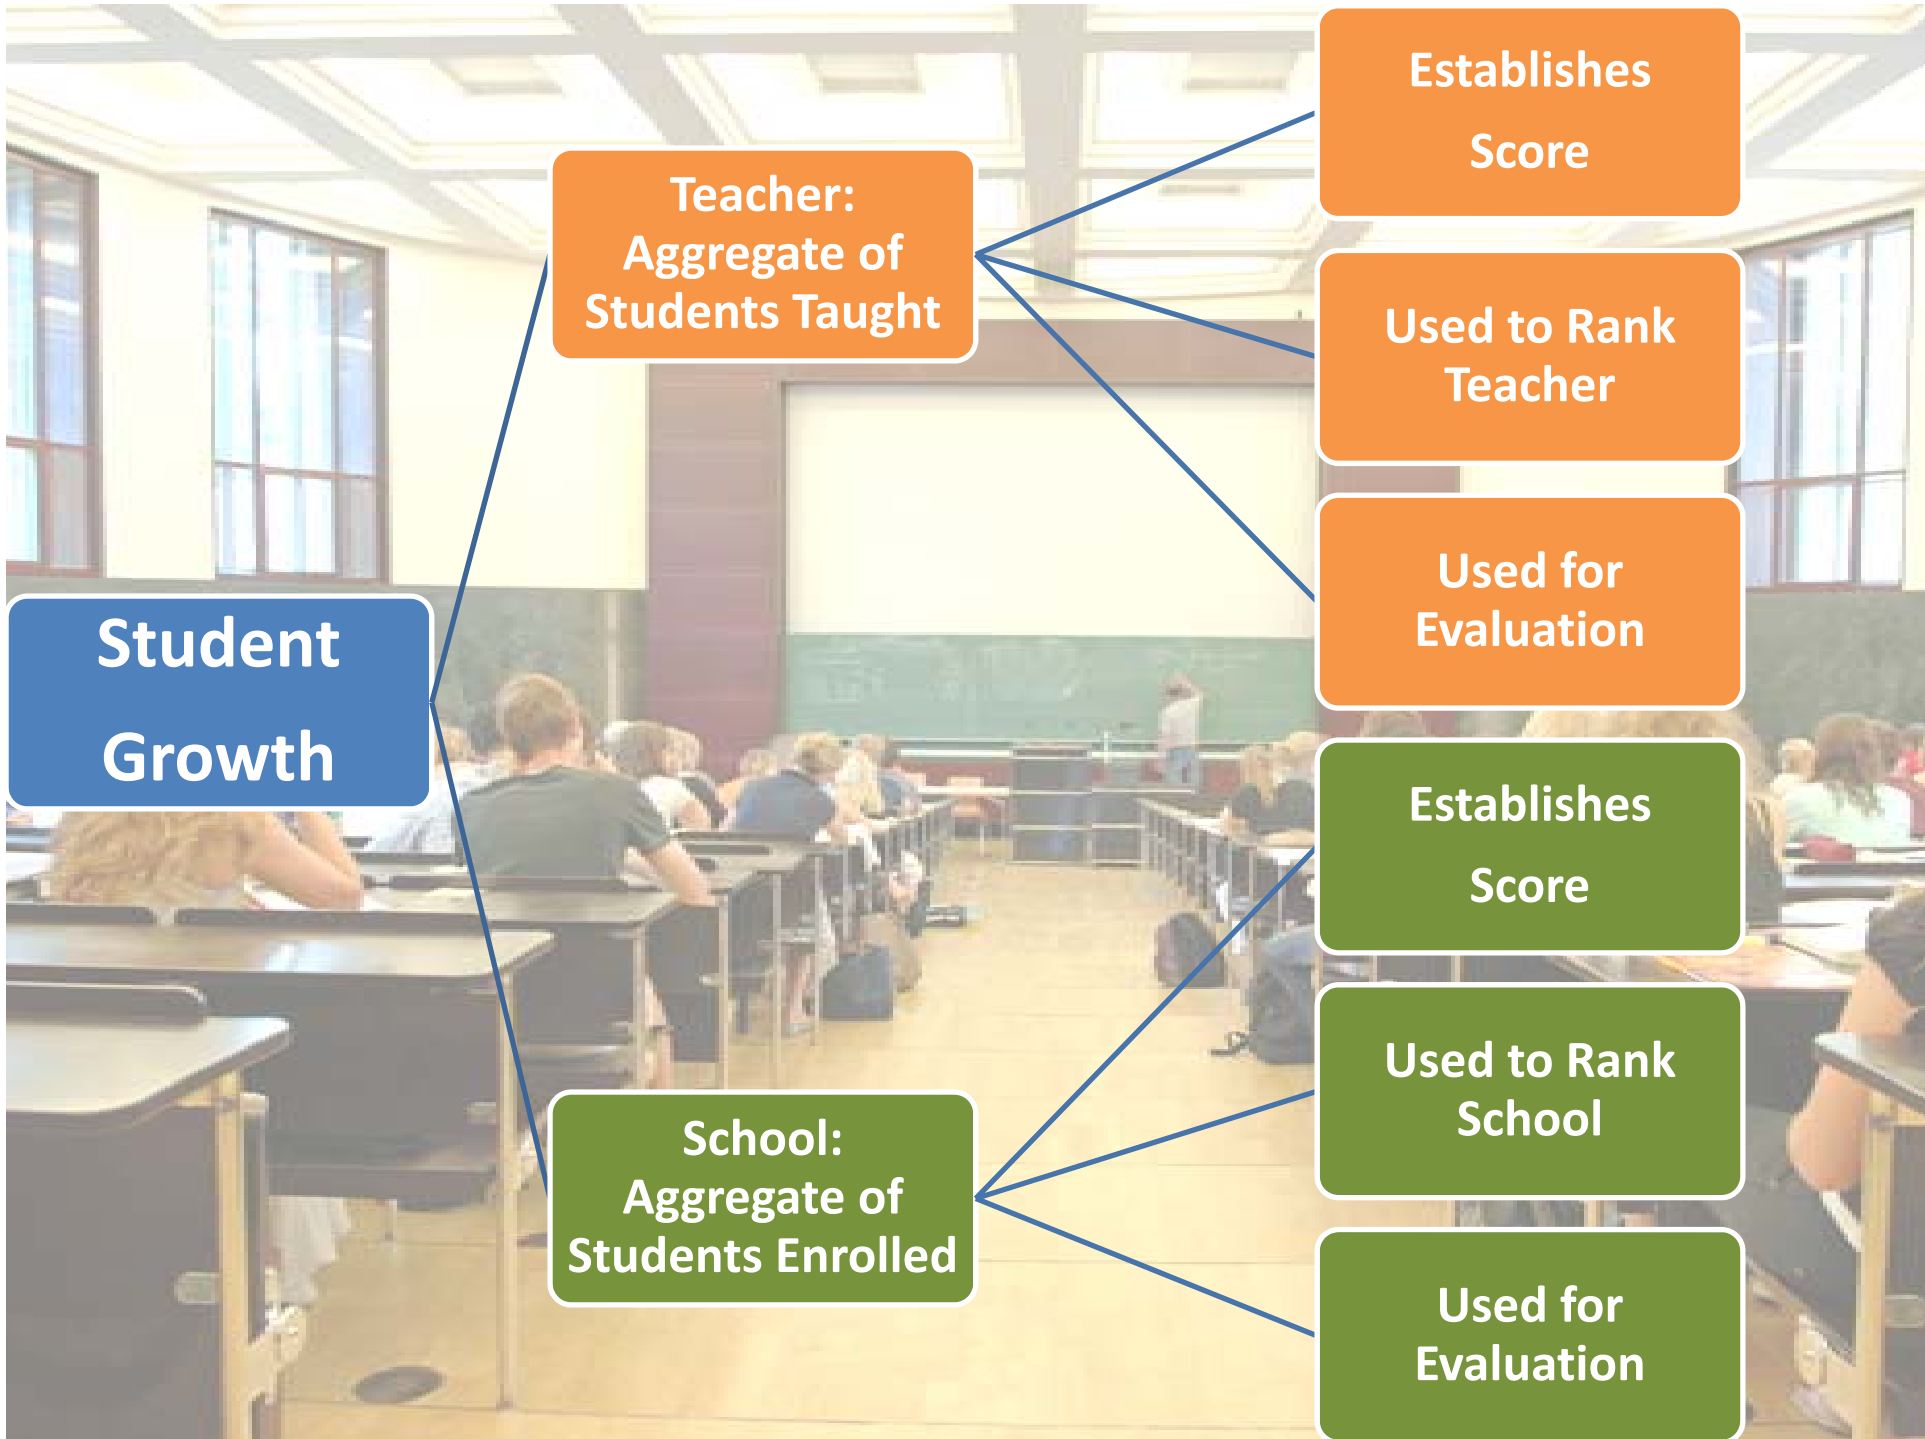 Student
Growth
Teacher:
Aggregate of
Students Taught
Establishes
Score
Used to Rank
Teacher
Used for
Evaluation
School:
Aggregate of
Students Enrolled
Establishes
Score
Used to Rank
School
Used for
Evaluation